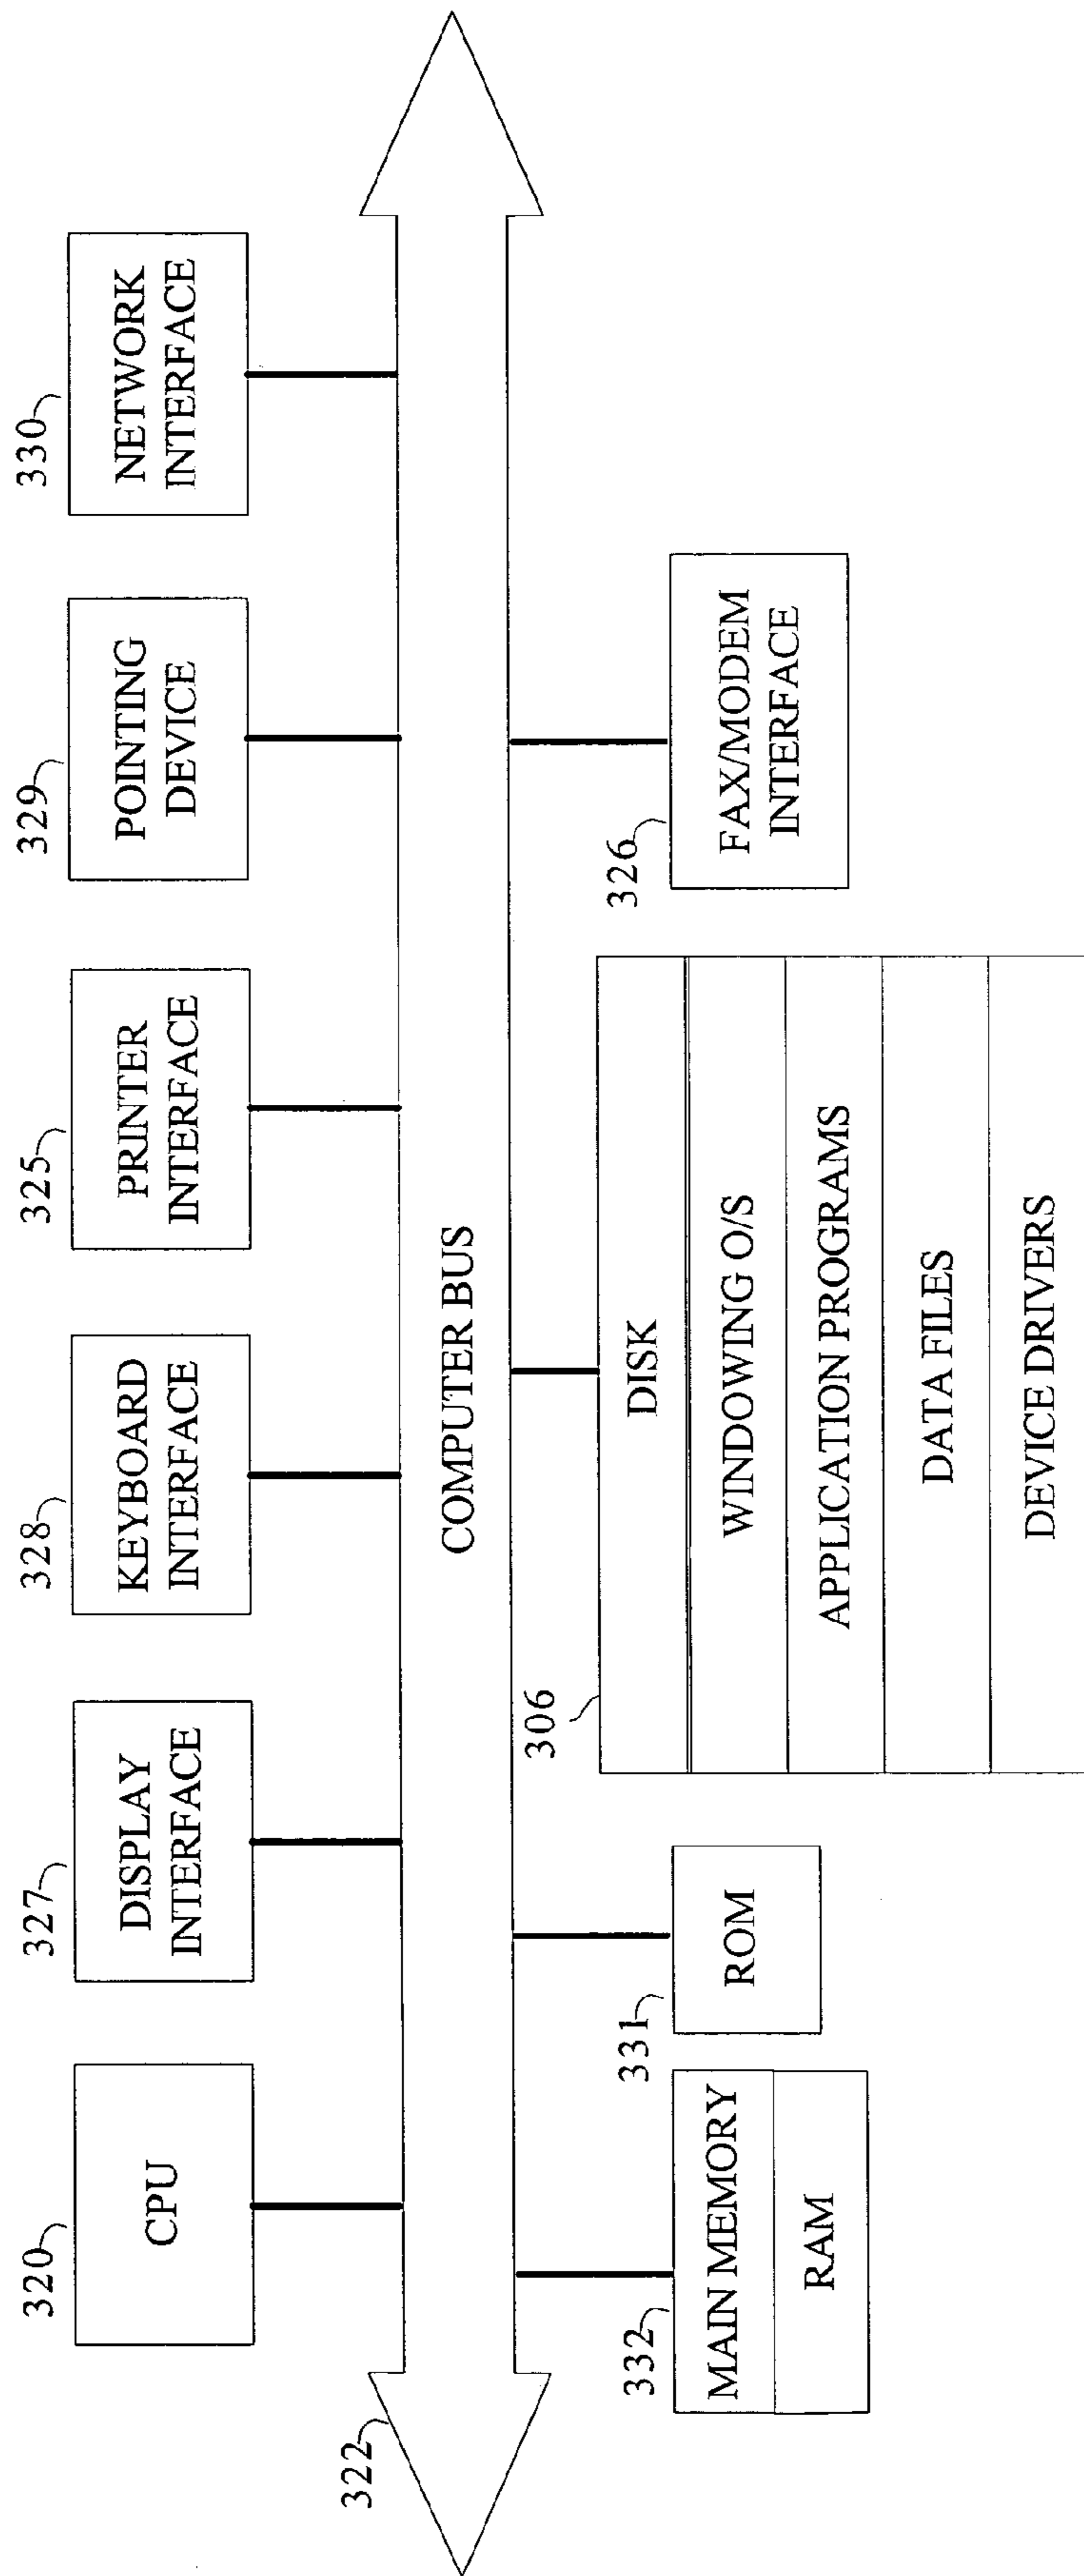 320
CPU
327
DISPLAY
INTERFACE
328
KEYBOARD
INTERFACE
325
PRINTER
INTERFACE
329
POINTING
DEVICE
330
NETWORK
INTERFACE
322
COMPUTER BUS
332
MAIN MEMORY
RAM
331
ROM
306
DISK
WINDOWING O/S
APPLICATION PROGRAMS
DATA FILES
DEVICE DRIVERS
326
FAX/MODEM
INTERFACE